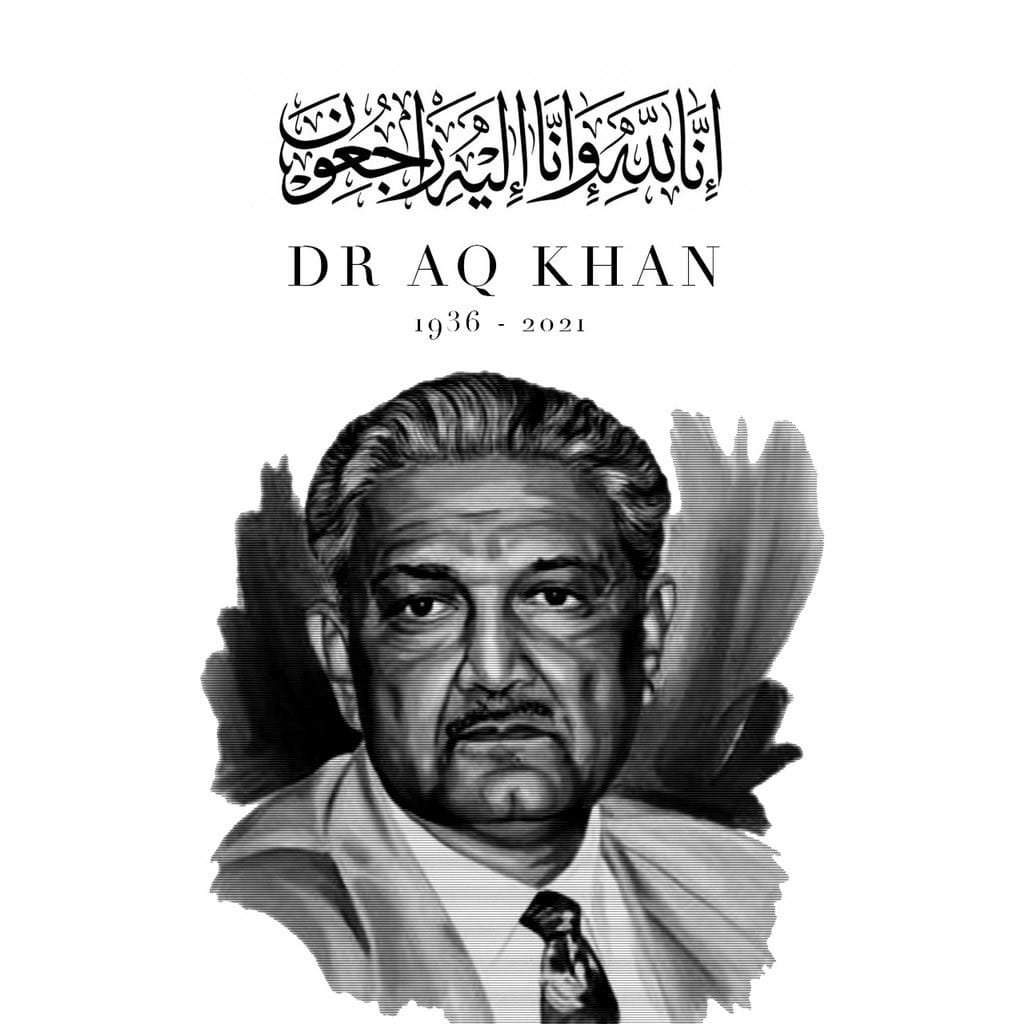 إِنَّا لِلَّهِ وَإِنَّا إِلَيْهِ رَاجِعُونَ
DR AQ KHAN
1936 - 2021